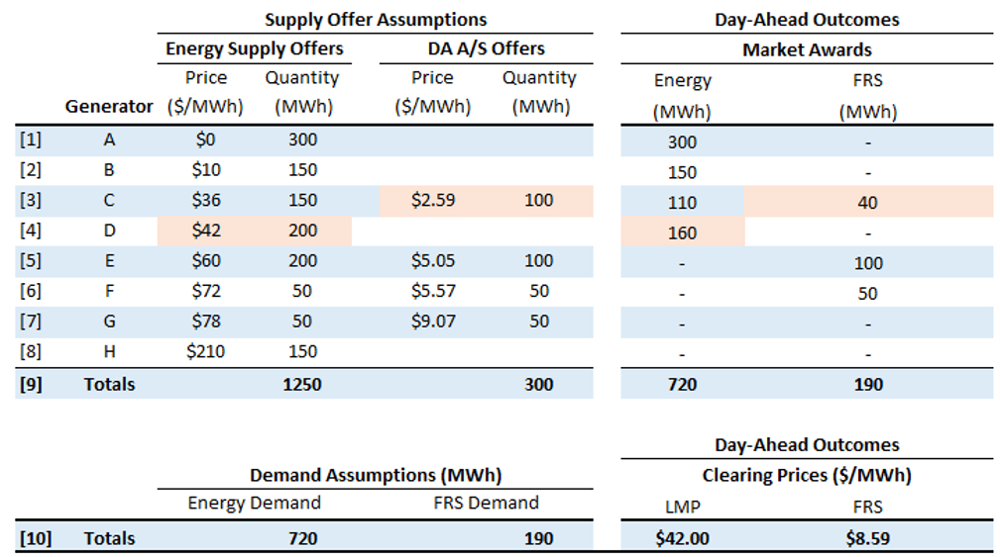 Supply Offer Assumptions Day-Ahead Outcomes
Energy Supply Offers DA A/S Offers Market Awards
Price Quantity Price Quantity Energy FRS
Generator ($/MWh) (MWh) ($/MWh) (MWh) (MWh) (MWh)
[1] A $0 300 300 -
[2] B $10 150 150 -
[3] C $36 150 $2.59 100 110 40
[4] D $42 200 160 -
[5] E $60 200 $5.05 100 - 100
[6] F $72 50 $5.57 50 - 50
[7] G $78 50 $9.07 50 - -
[8] H $210 150 - -
[9] Totals 1250 300 720 190
Day-Ahead Outcomes
Demand Assumptions (MWh) Clearing Prices ($/MWh)
Energy Demand FRS Demand LMP FRS
[10] Totals 720 190 $42.00 $8.59